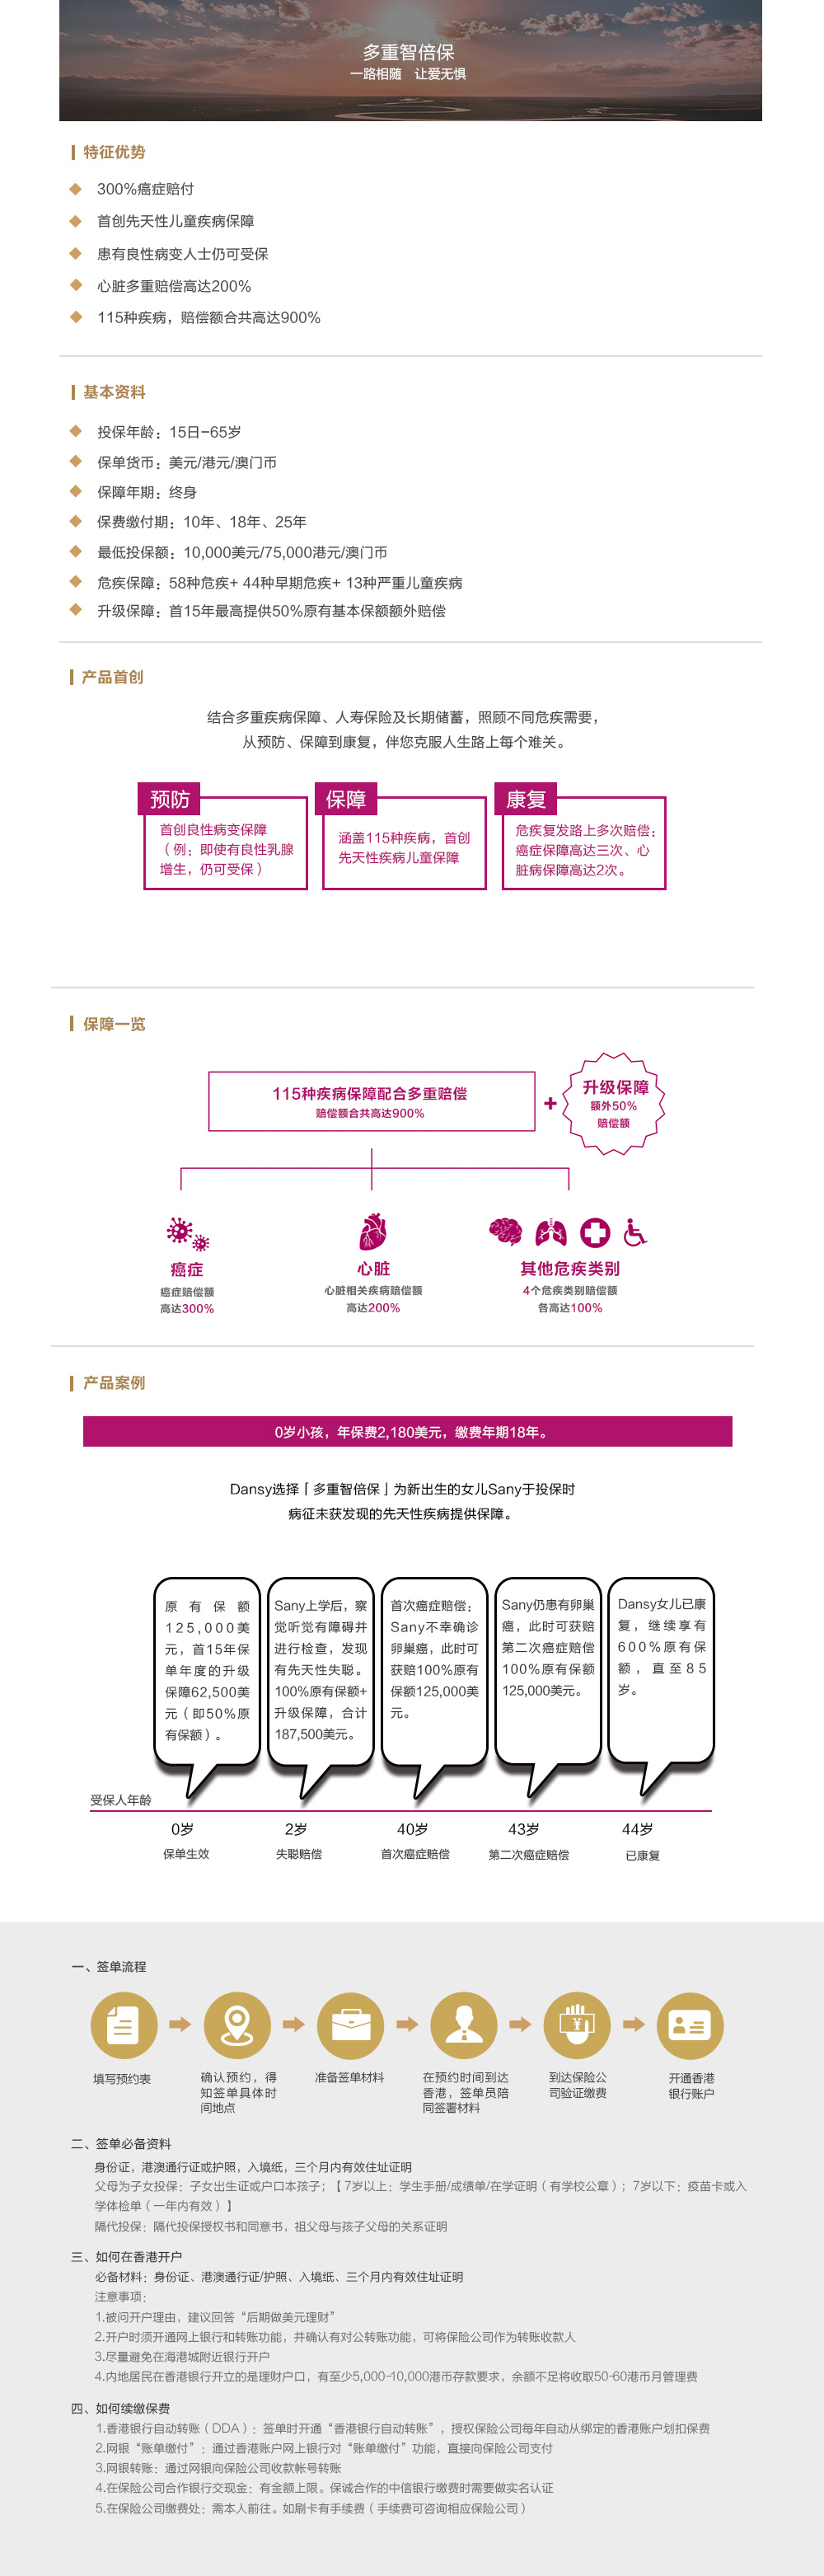 多重智倍保
一路相随 让爱无惧
特征优势
300%癌症赔付
首创先天性儿童疾病保障
患有良性病变人士仍可受保
心脏多重赔偿高达200%
115种疾病，赔偿额合共高达900%
基本资料
投保年龄：15日-65岁
保单货币：美元/港元/澳门币
保障年期：终身
保费缴付期：10年、18年、25年
最低投保额：10,000美元/75,000港元/澳门币
危疾保障：58种危疾+ 44种早期危疾+ 13种严重儿童疾病
升级保障：首15年最高提供50%原有基本保额额外赔偿
产品首创
结合多重疾病保障、人寿保险及长期储蓄，照顾不同危疾需要，
从预防、保障到康复，伴您克服人生路上每个难关。
预防
首创良性病变保障
（例：即使有良性乳腺
增生，仍可受保）
保障
涵盖115种疾病，首创
先天性疾病儿童保障
康复
危疾复发路上多次赔偿：
癌症保障高达三次、心
脏病保障高达2次。
保障一览
115种疾病保障配合多重赔偿
赔偿额合共高达900%
+
升级保障
额外50%
赔偿额
癌症
癌症赔偿额
高达300%
心脏
心脏相关疾病赔偿额
高达200%
其他危疾类别
4个危疾类别赔偿额
各高达100%
产品案例
0岁小孩，年保费2,180美元，缴费年期18年。
Dansy选择「多重智倍保」为新出生的女儿Sany于投保时
病征未获发现的先天性疾病提供保障。
原有保额
125,000美
元，首15年保
单年度的升级
保障62,500美
元（即50%原
有保额）。
Sany上学后，察
觉听觉有障碍并
进行检查，发现
有先天性失聪。
100%原有保额+
升级保障，合计
187,500美元。
首次癌症赔偿：
Sany不幸确诊
卵巢癌，此时可
获赔100%原有
保额125,000美
元。
Sany仍患有卵巢
癌，此时可获赔
第二次癌症赔偿
100%原有保额
125,000美元。
Dansy女儿已康
复，继续享有
600%原有保
额，直至85
岁。
受保人年龄
0岁
保单生效
2岁
失聪赔偿
40岁
首次癌症赔偿
43岁
第二次癌症赔偿
44岁
已康复
一、签单流程
填写预约表
确认预约，得
知签单具体时
间地点
准备签单材料
在预约时间到达
香港，签单员陪
同签署材料
¥
到达保险公
司验证缴费
开通香港
银行账户
二、签单必备资料
身份证，港澳通行证或护照，入境纸，三个月内有效住址证明
父母为子女投保：子女出生证或户口本孩子；【7岁以上：学生手册/成绩单/在学证明（有学校公章）；7岁以下：疫苗卡或入
学体检单（一年内有效）】
隔代投保：隔代投保授权书和同意书，祖父母与孩子父母的关系证明
三、如何在香港开户
必备材料：身份证、港澳通行证/护照、入境纸、三个月内有效住址证明
注意事项：
1.被问开户理由，建议回答“后期做美元理财”
2.开户时须开通网上银行和转账功能，并确认有对公转账功能，可将保险公司作为转账收款人
3.尽量避免在海港城附近银行开户
4.内地居民在香港银行开立的是理财户口，有至少5,000-10,000港币存款要求，余额不足将收取50-60港币月管理费
四、如何续缴保费
1.香港银行自动转账（DDA）：签单时开通“香港银行自动转账”，授权保险公司每年自动从绑定的香港账户划扣保费
2.网银“账单缴付”：通过香港账户网上银行对“账单缴付”功能，直接向保险公司支付
3.网银转账：通过网银向保险公司收款帐号转账
4.在保险公司合作银行交现金：有金额上限。保诚合作的中信银行缴费时需要做实名认证
5.在保险公司缴费处：需本人前往。如刷卡有手续费（手续费可咨询相应保险公司）